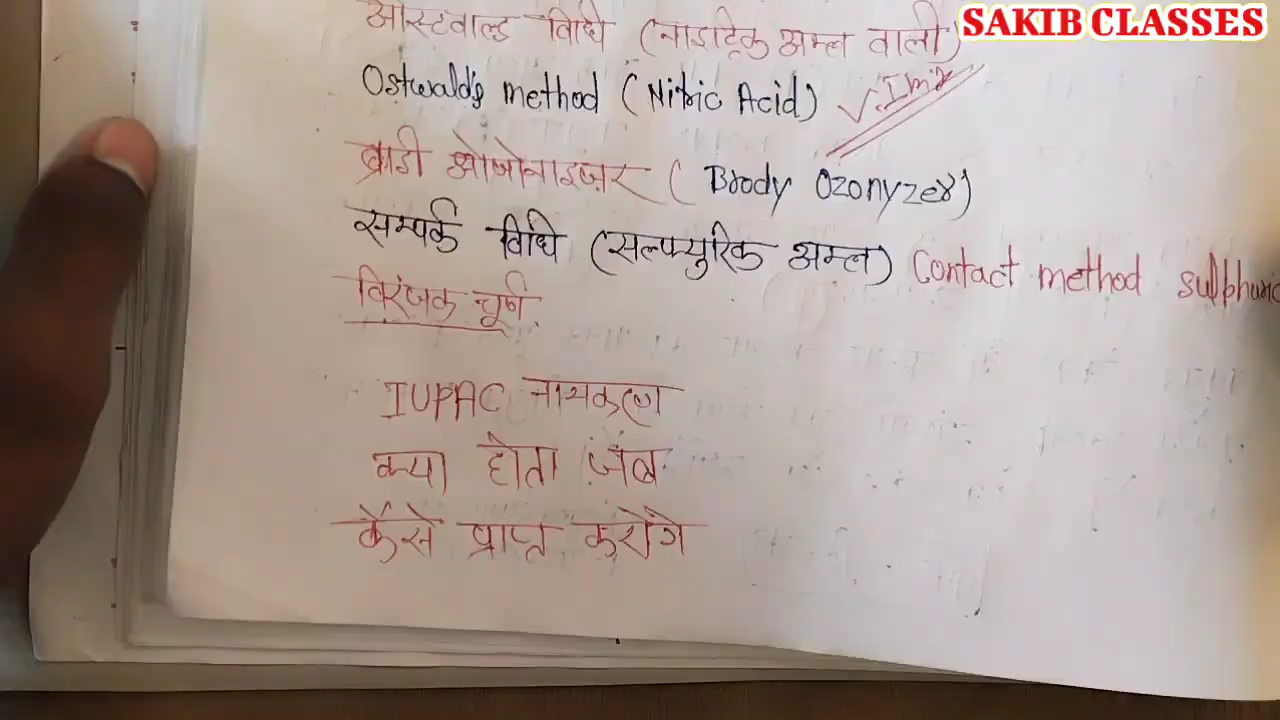 SAKIB CLASSES
ओस्टवाल्ड विधि (नाइट्रिक अम्ल वाली)
Ostwald's method (Nitric Acid) ✓ Imp
ब्राडी ओजोनाइज़र ( Brody Ozonyzer)
सम्पर्क विधि (सल्फ्युरिक अम्ल) Contact method sulphuric
विरंजक चूर्ण
IUPAC नामकरण
क्या होता जब
कैसे प्राप्त करोगे